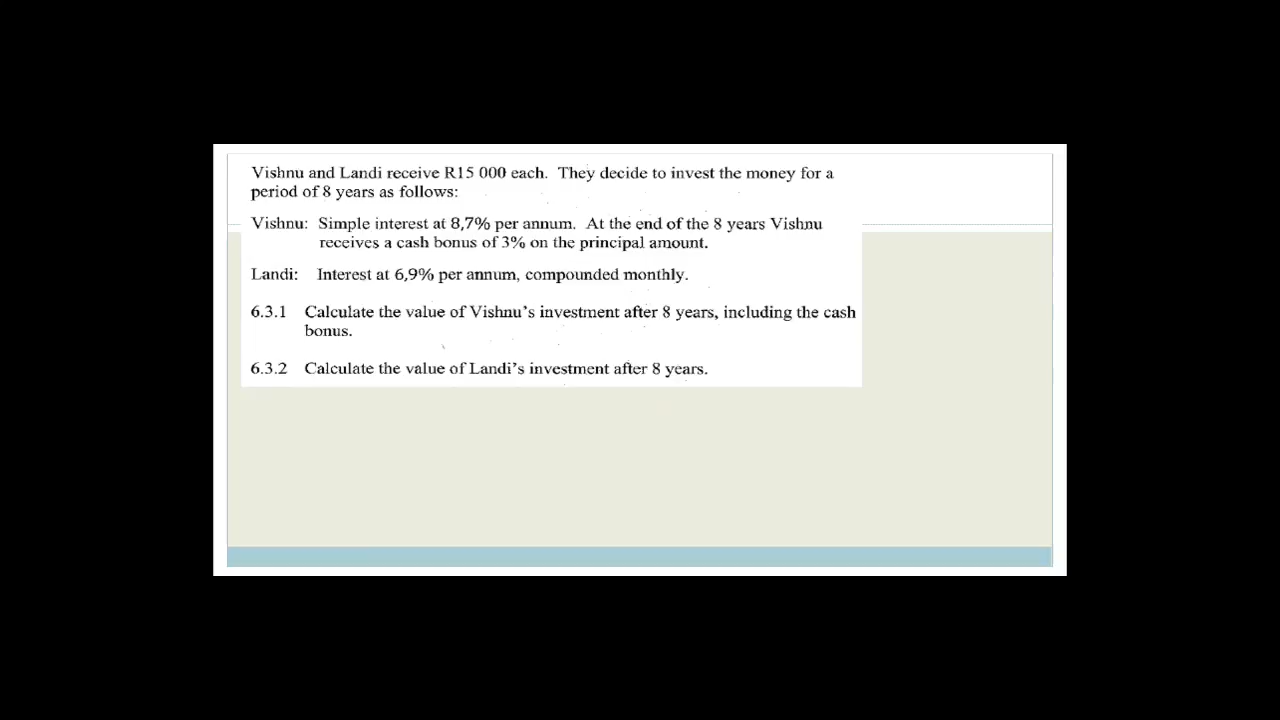 Vishnu and Landi receive R15 000 each. They decide to invest the money for a
period of 8 years as follows:
Vishnu: Simple interest at 8,7% per annum. At the end of the 8 years Vishnu
receives a cash bonus of 3% on the principal amount.
Landi: Interest at 6,9% per annum, compounded monthly.
6.3.1 Calculate the value of Vishnu's investment after 8 years, including the cash
bonus.
6.3.2 Calculate the value of Landi's investment after 8 years.